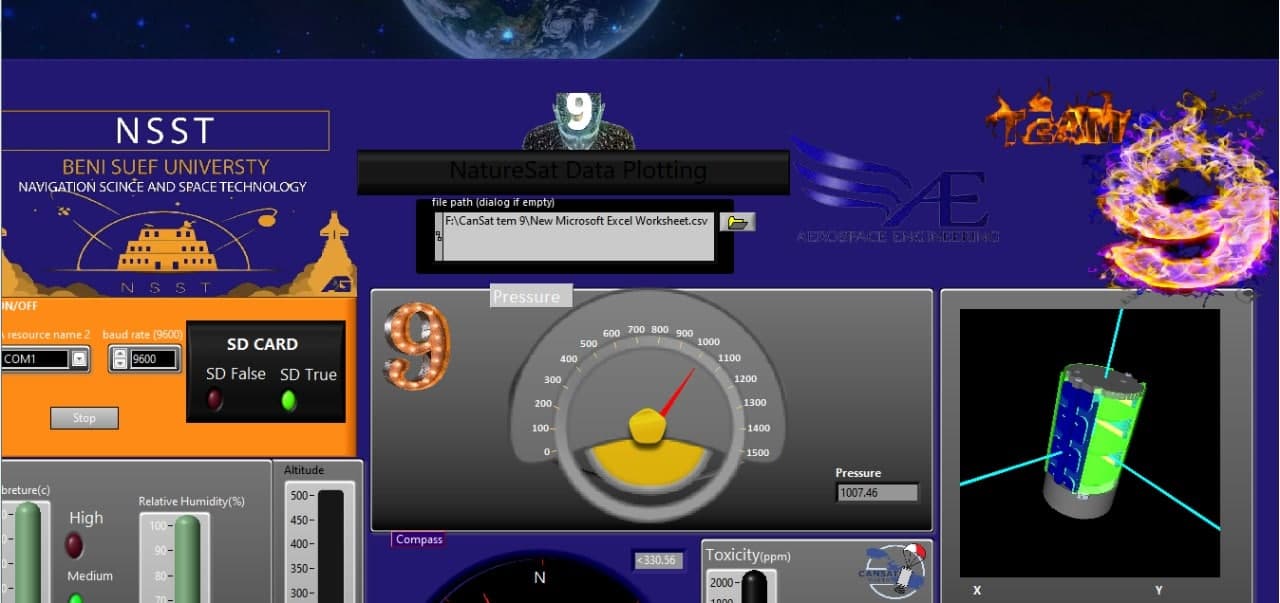 TEAM
9
9
NSST
BENI SUEF UNIVERSTY
NAVIGATION SCINCE AND SPACE TECHNOLOGY
NSST
NatureSat Data Plotting
file path (dialog if empty)
F:\CanSat tem 9\New Microsoft Excel Worksheet.csv
AE
AEROSPACE ENGINEERING
ON/OFF
resource name 2
baud rate (9600)
COM1
9600
SD CARD
SD False
SD True
Stop
Pressure
9
0
100
200
300
400
500
600
700
800
900
1000
1100
1200
1300
1400
1500
Pressure
1007.46
breture(c)
High
Medium
Relative Humidity(%)
100
90
80
70
Altitude
500
450
400
350
300
Compass
<330.56
N
Toxicity(ppm)
2000
1800
CANSAT
X
Y